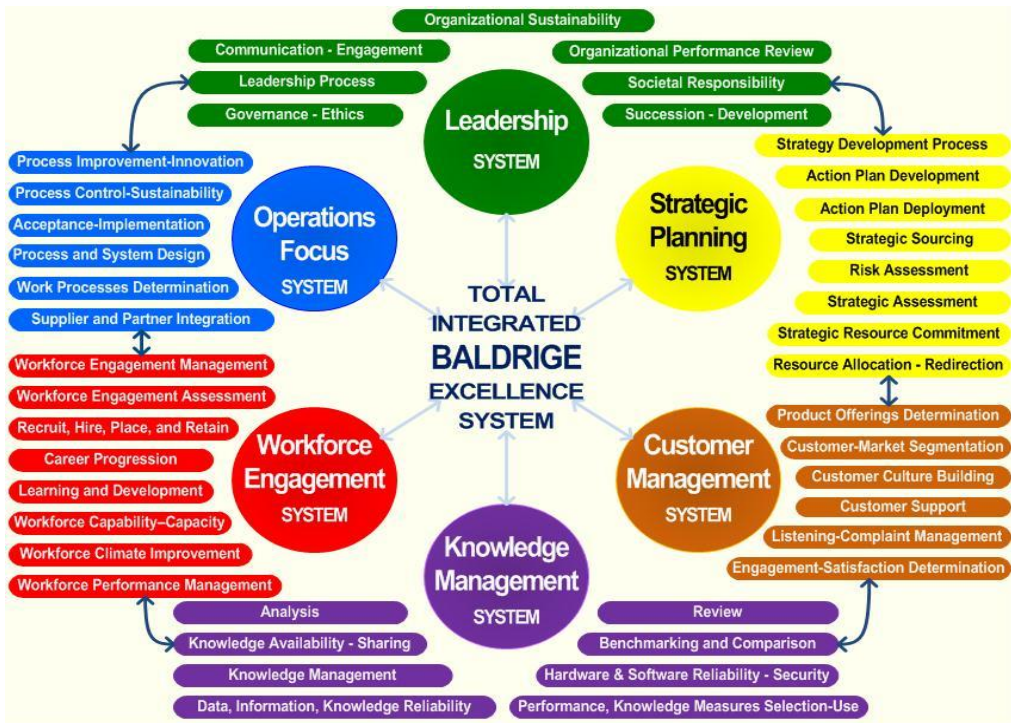 Organizational Sustainability
Communication - Engagement
Organizational Performance Review
Leadership Process
Societal Responsibility
Governance - Ethics
Succession - Development
Leadership
SYSTEM
Process Improvement-Innovation
Process Control-Sustainability
Acceptance-Implementation
Process and System Design
Work Processes Determination
Supplier and Partner Integration
Operations
Focus
SYSTEM
Strategic
Planning
SYSTEM
Strategy Development Process
Action Plan Development
Action Plan Deployment
Strategic Sourcing
Risk Assessment
Strategic Assessment
Strategic Resource Commitment
Resource Allocation - Redirection
TOTAL
INTEGRATED
BALDRIGE
EXCELLENCE
SYSTEM
Workforce Engagement Management
Workforce Engagement Assessment
Recruit, Hire, Place, and Retain
Career Progression
Learning and Development
Workforce Capability–Capacity
Workforce Climate Improvement
Workforce Performance Management
Workforce
Engagement
SYSTEM
Customer
Management
SYSTEM
Product Offerings Determination
Customer-Market Segmentation
Customer Culture Building
Customer Support
Listening-Complaint Management
Engagement-Satisfaction Determination
Knowledge
Management
SYSTEM
Analysis
Knowledge Availability - Sharing
Knowledge Management
Data, Information, Knowledge Reliability
Review
Benchmarking and Comparison
Hardware & Software Reliability - Security
Performance, Knowledge Measures Selection-Use